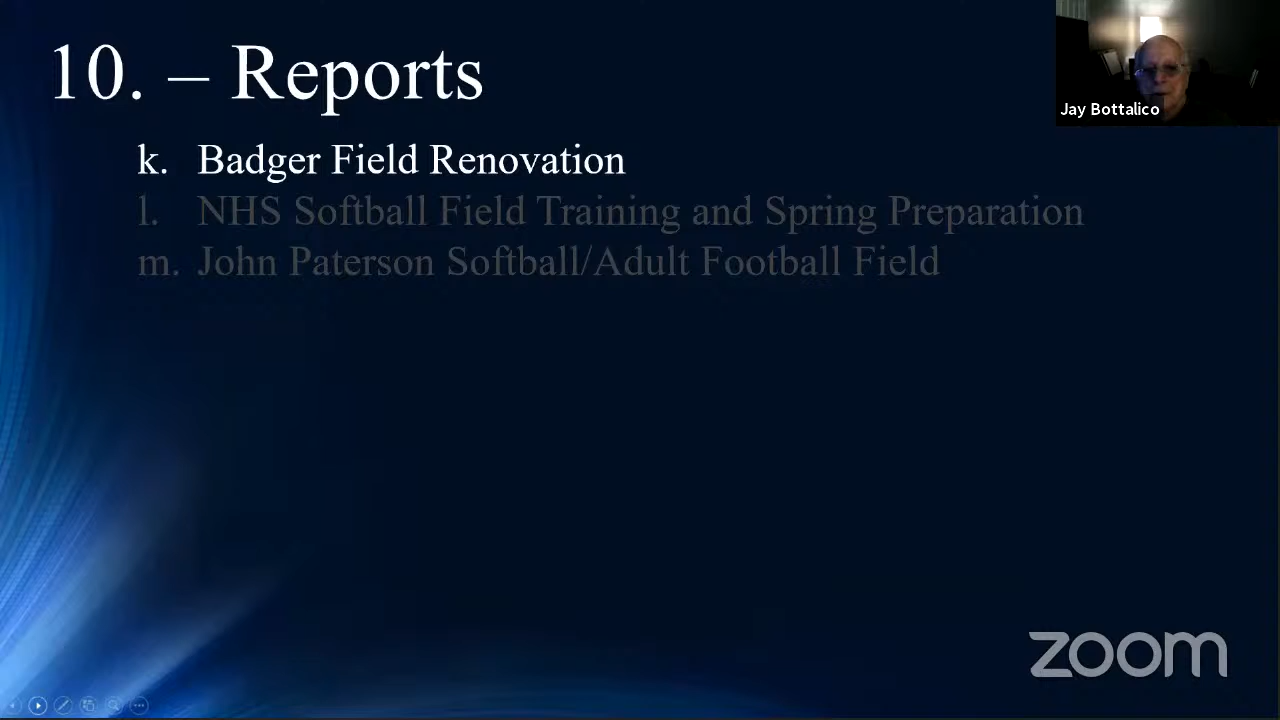 10. – Reports
Jay Bottalico
k. Badger Field Renovation
l. NHS Softball Field Training and Spring Preparation
m. John Paterson Softball/Adult Football Field
zoom